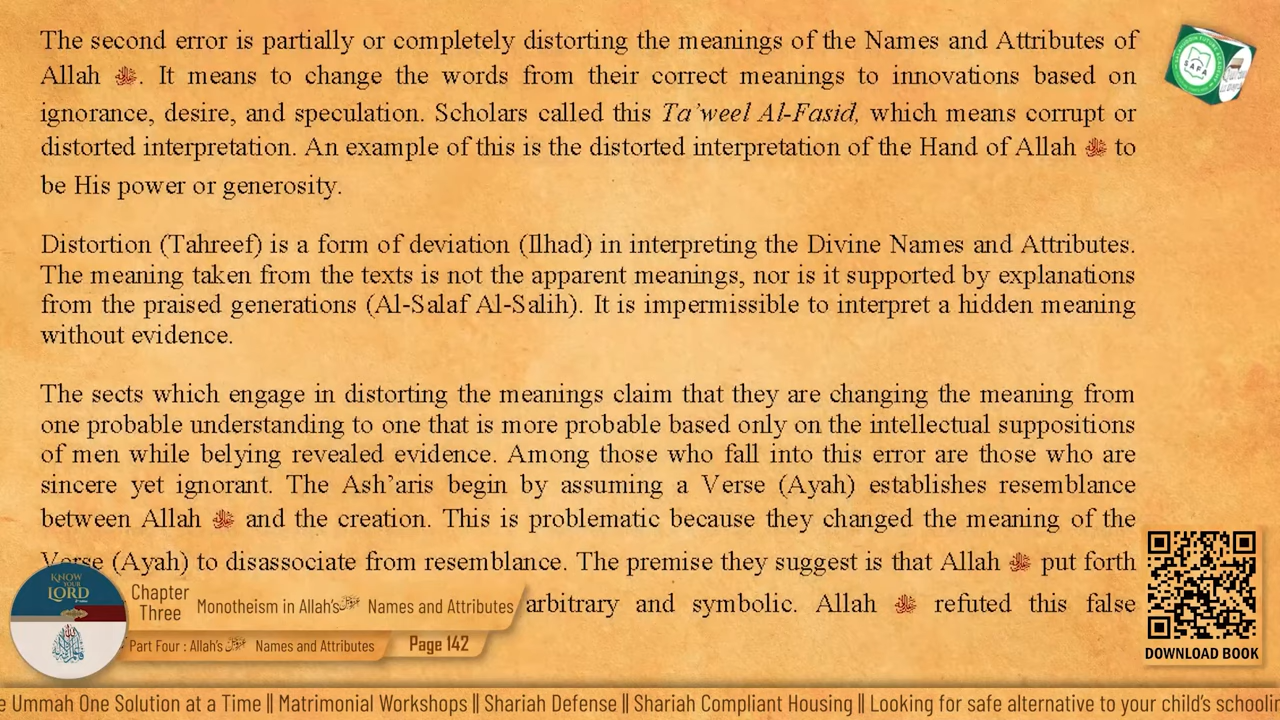 The second error is partially or completely distorting the meanings of the Names and Attributes of
Allah ﷻ. It means to change the words from their correct meanings to innovations based on
ignorance, desire, and speculation. Scholars called this Ta’weel Al-Fasid, which means corrupt or
distorted interpretation. An example of this is the distorted interpretation of the Hand of Allah ﷻ to
be His power or generosity.
Distortion (Tahreef) is a form of deviation (Ilhad) in interpreting the Divine Names and Attributes.
The meaning taken from the texts is not the apparent meanings, nor is it supported by explanations
from the praised generations (Al-Salaf Al-Salih). It is impermissible to interpret a hidden meaning
without evidence.
The sects which engage in distorting the meanings claim that they are changing the meaning from
one probable understanding to one that is more probable based only on the intellectual suppositions
of men while belying revealed evidence. Among those who fall into this error are those who are
sincere yet ignorant. The Ash’aris begin by assuming a Verse (Ayah) establishes resemblance
between Allah ﷻ and the creation. This is problematic because they changed the meaning of the
Verse (Ayah) to disassociate from resemblance. The premise they suggest is that Allah ﷻ put forth
arbitrary and symbolic. Allah ﷻ refuted this false
KNOW
YOUR
LORD
Chapter
Three
Monotheism in Allah’s ﷻ Names and Attributes
Part Four : Allah’s ﷻ Names and Attributes
Page 142
SAFA
DOWNLOAD BOOK
e Ummah One Solution at a Time || Matrimonial Workshops || Shariah Defense || Shariah Compliant Housing || Looking for safe alternative to your child’s schoolin